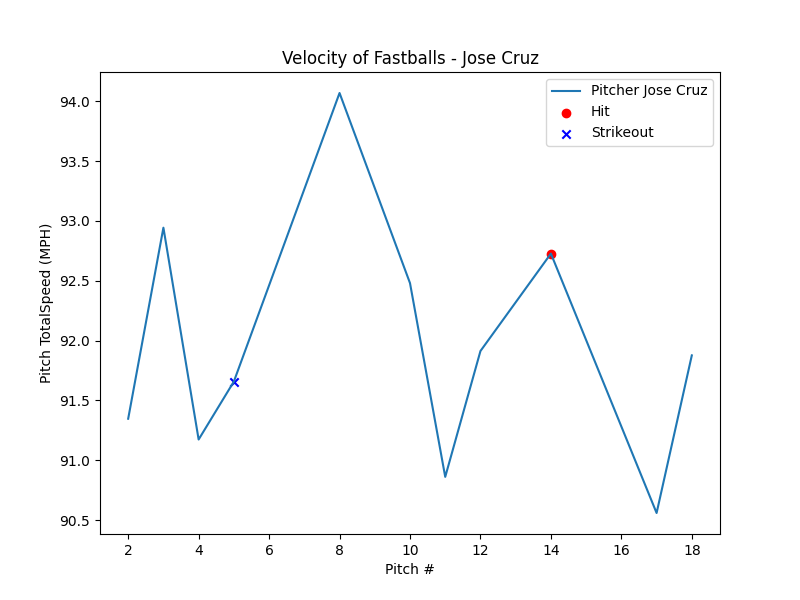 Velocity of Fastballs - Jose Cruz
Pitcher Jose Cruz
Hit
Strikeout
Pitch TotalSpeed (MPH)
94.0
93.5
93.0
92.5
92.0
91.5
91.0
90.5
2 4 6 8 10 12 14 16 18
Pitch #